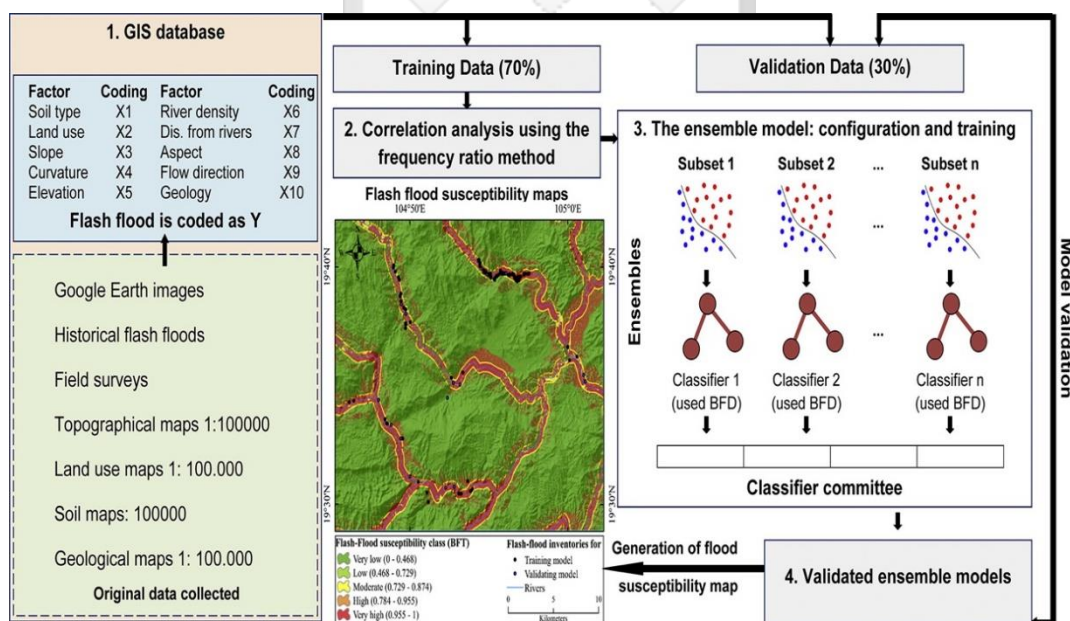 1. GIS database
Factor Coding Factor Coding
Soil type X1 River density X6
Land use X2 Dis. from rivers X7
Slope X3 Aspect X8
Curvature X4 Flow direction X9
Elevation X5 Geology X10
Flash flood is coded as Y
Google Earth images
Historical flash floods
Field surveys
Topographical maps 1:100000
Land use maps 1: 100.000
Soil maps: 100000
Geological maps 1: 100.000
Original data collected
Training Data (70%)
Validation Data (30%)
2. Correlation analysis using the
frequency ratio method
Flash flood susceptibility maps
104°50'E 105°0'E
19°40'N 19°40'N
19°30'N 19°30'N
Flash-Flood susceptibility class (BFT)
Very low (0 - 0.468)
Low (0.468 - 0.729)
Moderate (0.729 - 0.874)
High (0.784 - 0.955)
Very high (0.955 - 1)
Flash-flood inventories for
Training model
Validating model
Rivers
0 5 10
Kilometers
3. The ensemble model: configuration and training
Subset 1 Subset 2 ... Subset n
...
Ensembles
...
Classifier 1 Classifier 2 Classifier n
(used BFD) (used BFD) (used BFD)
Classifier committee
Model validation
Generation of flood
susceptibility map
4. Validated ensemble models